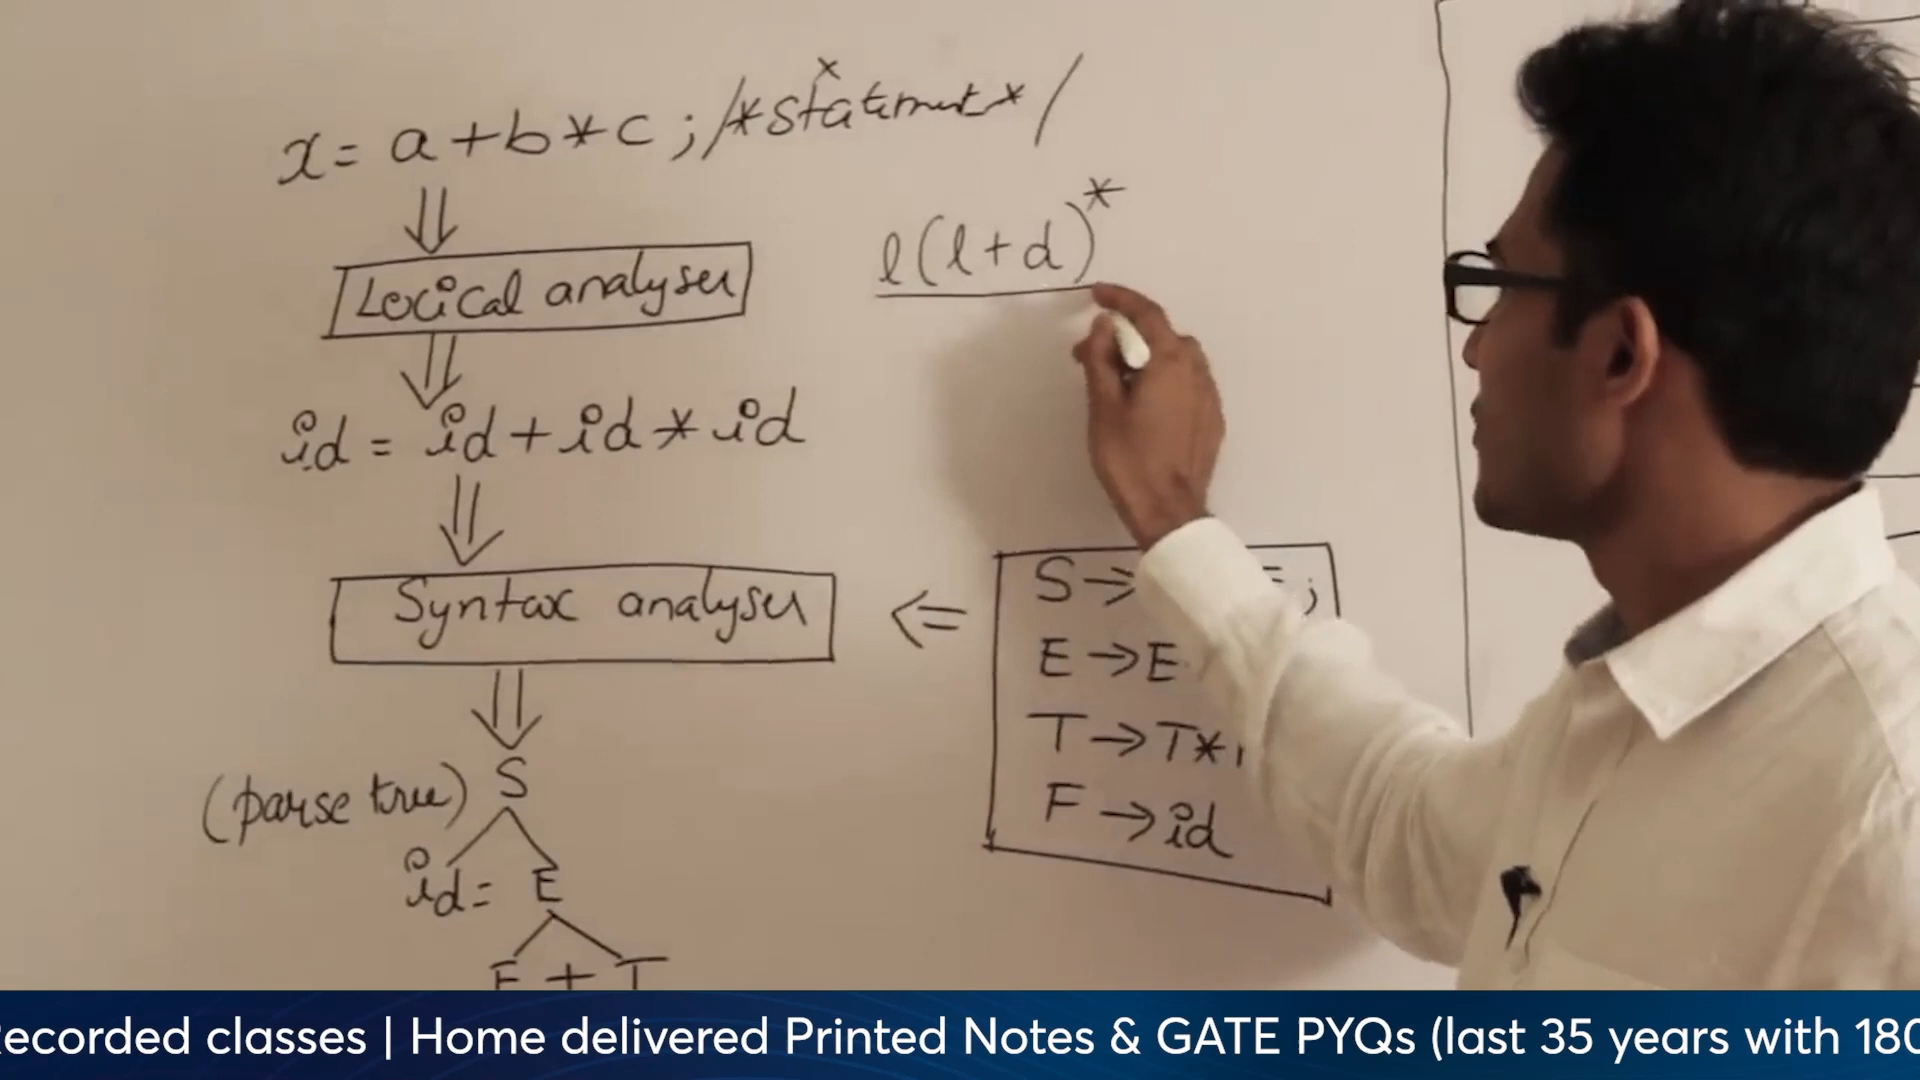 x = a + b * c ; /* statement */
l(l+d)*
Lexical analyser
id = id + id * id
Syntax analyser
<=
S →
;
E → E
T → T *
F → id
(parse tree) S
id = E
E + T
Recorded classes | Home delivered Printed Notes & GATE PYQs (last 35 years with 180